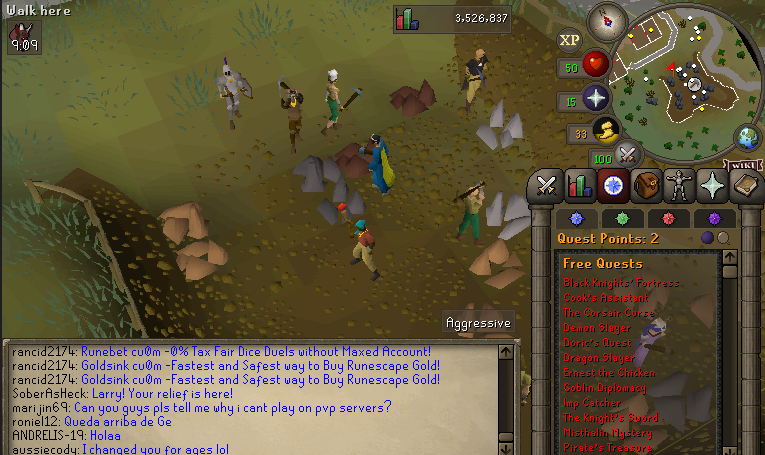 Walk here
9:09
3,526,837
XP
50
15
33
100
WIKI
Quest Points: 2
Free Quests
Black Knights' Fortress
Cook's Assistant
The Corsair Curse
Demon Slayer
Doric's Quest
Dragon Slayer
Ernest the Chicken
Goblin Diplomacy
Imp Catcher
The Knight's Sword
Misthalin Mystery
Pirate's Treasure
Aggressive
rancid2174: Runebet cu0m -0% Tax Fair Dice Duels without Maxed Account!
rancid2174: Goldsink cu0m -Fastest and Safest way to Buy Runescape Gold!
rancid2174: Goldsink cu0m -Fastest and Safest way to Buy Runescape Gold!
SoberAsHeck: Larry! Your relief is here!
marijin69: Can you guys pls tell me why i cant play on pvp servers?
roniel12: Queda arriba de Ge
ANDRELIS-19: Holaa
aussiecody: I changed you for ages lol